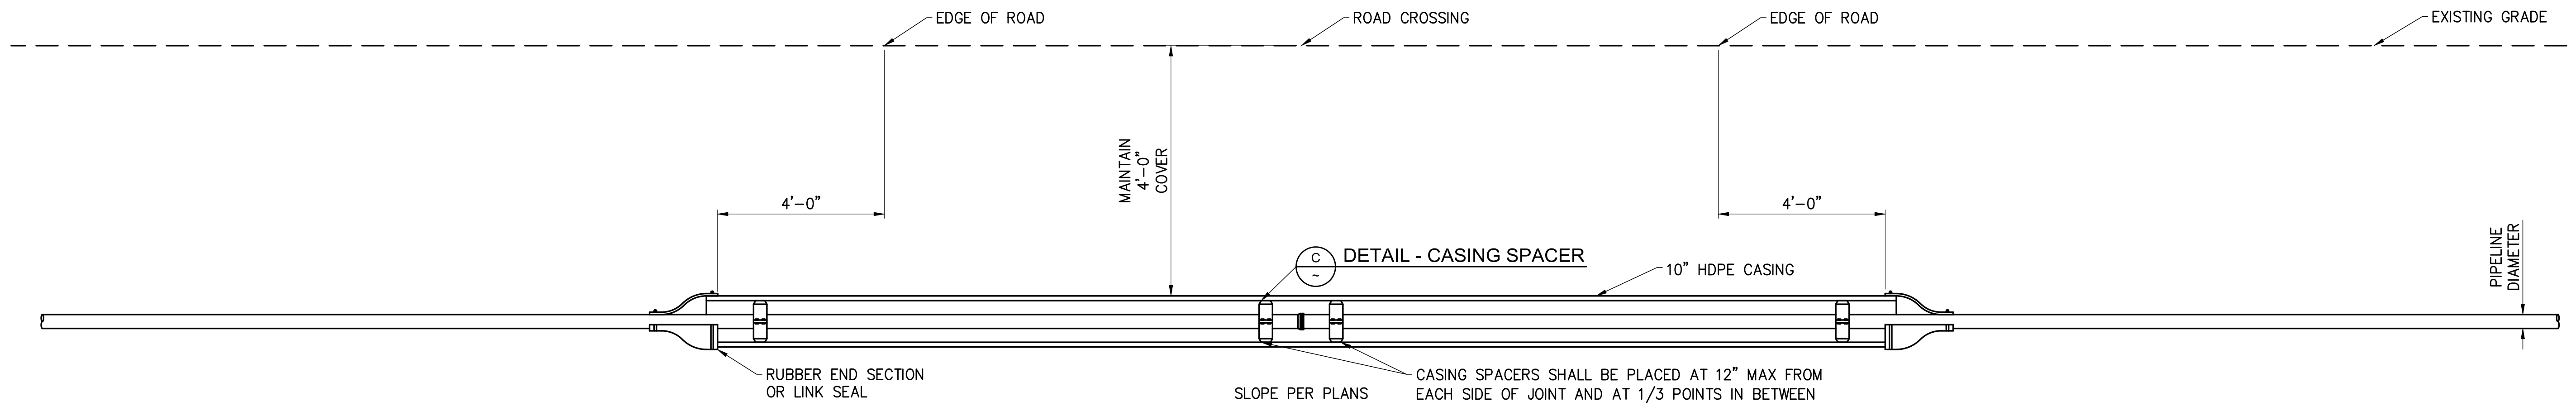 EDGE OF ROAD
ROAD CROSSING
EDGE OF ROAD
EXISTING GRADE
MAINTAIN
4'-0"
COVER
4'-0"
4'-0"
PIPELINE
DIAMETER
C
~
DETAIL - CASING SPACER
10" HDPE CASING
RUBBER END SECTION
OR LINK SEAL
SLOPE PER PLANS
CASING SPACERS SHALL BE PLACED AT 12" MAX FROM
EACH SIDE OF JOINT AND AT 1/3 POINTS IN BETWEEN